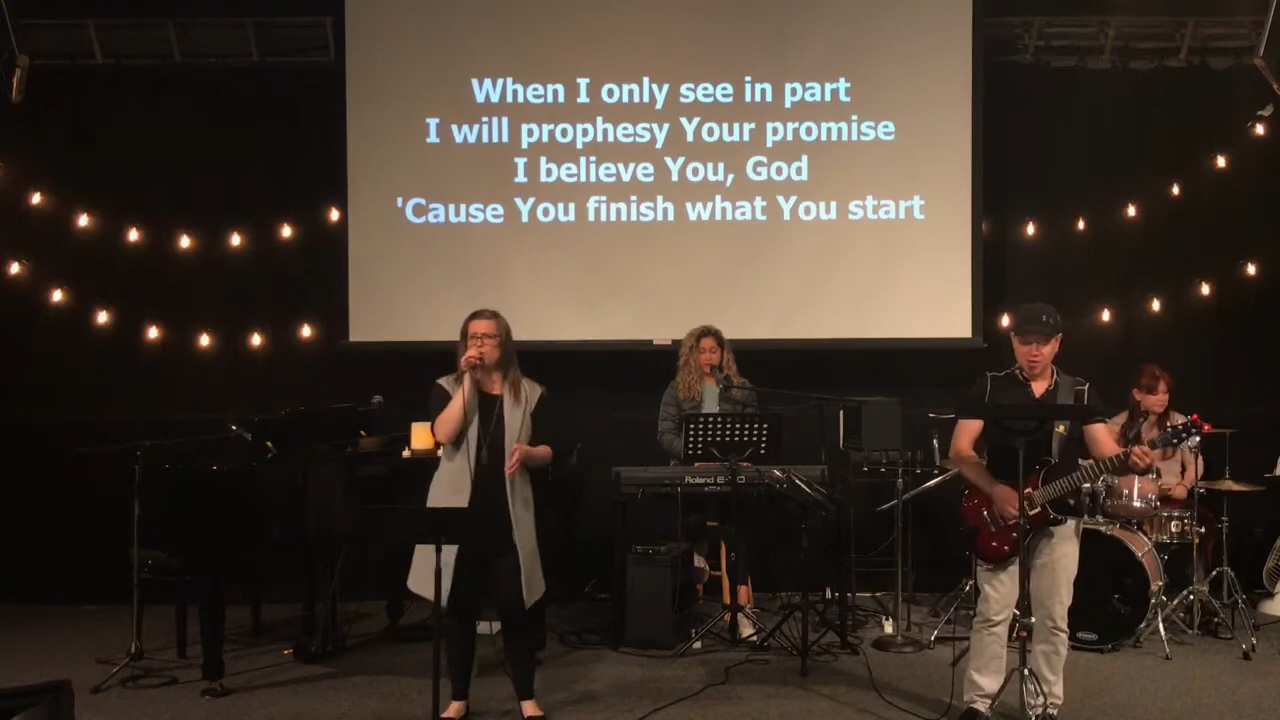 When I only see in part
I will prophesy Your promise
I believe You, God
'Cause You finish what You start
Roland E-